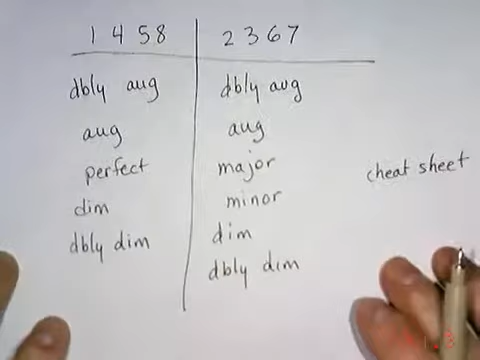 1 4 5 8
dbly aug
aug
perfect
dim
dbly dim
2 3 6 7
dbly aug
aug
major
minor
dim
dbly dim
cheat sheet